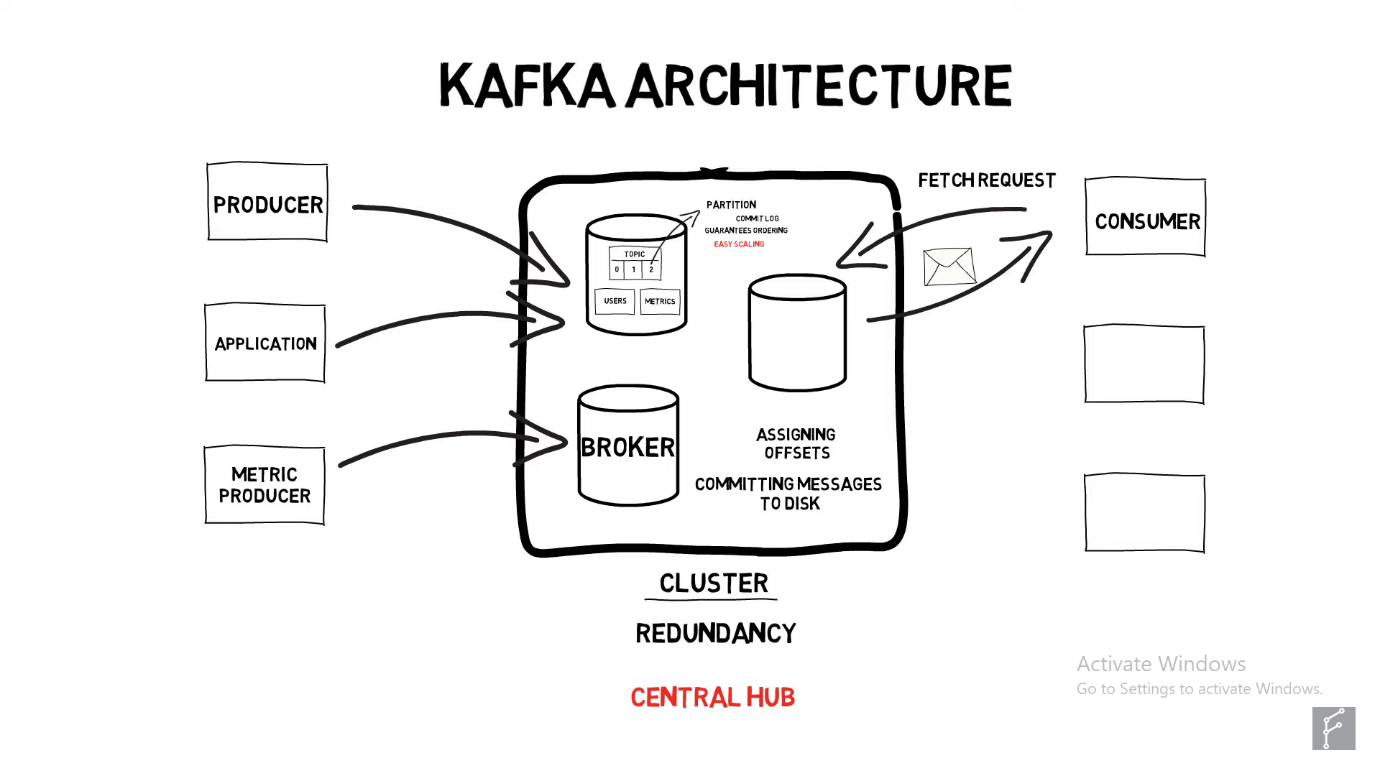 KAFKA ARCHITECTURE
PRODUCER
APPLICATION
METRIC
PRODUCER
PARTITION
COMMIT LOG
GUARANTEES ORDERING
EASY SCALING
TOPIC
0 1 2
USERS METRICS
BROKER
ASSIGNING
OFFSETS
COMMITTING MESSAGES
TO DISK
FETCH REQUEST
CONSUMER
CLUSTER
REDUNDANCY
CENTRAL HUB
Activate Windows
Go to Settings to activate Windows.